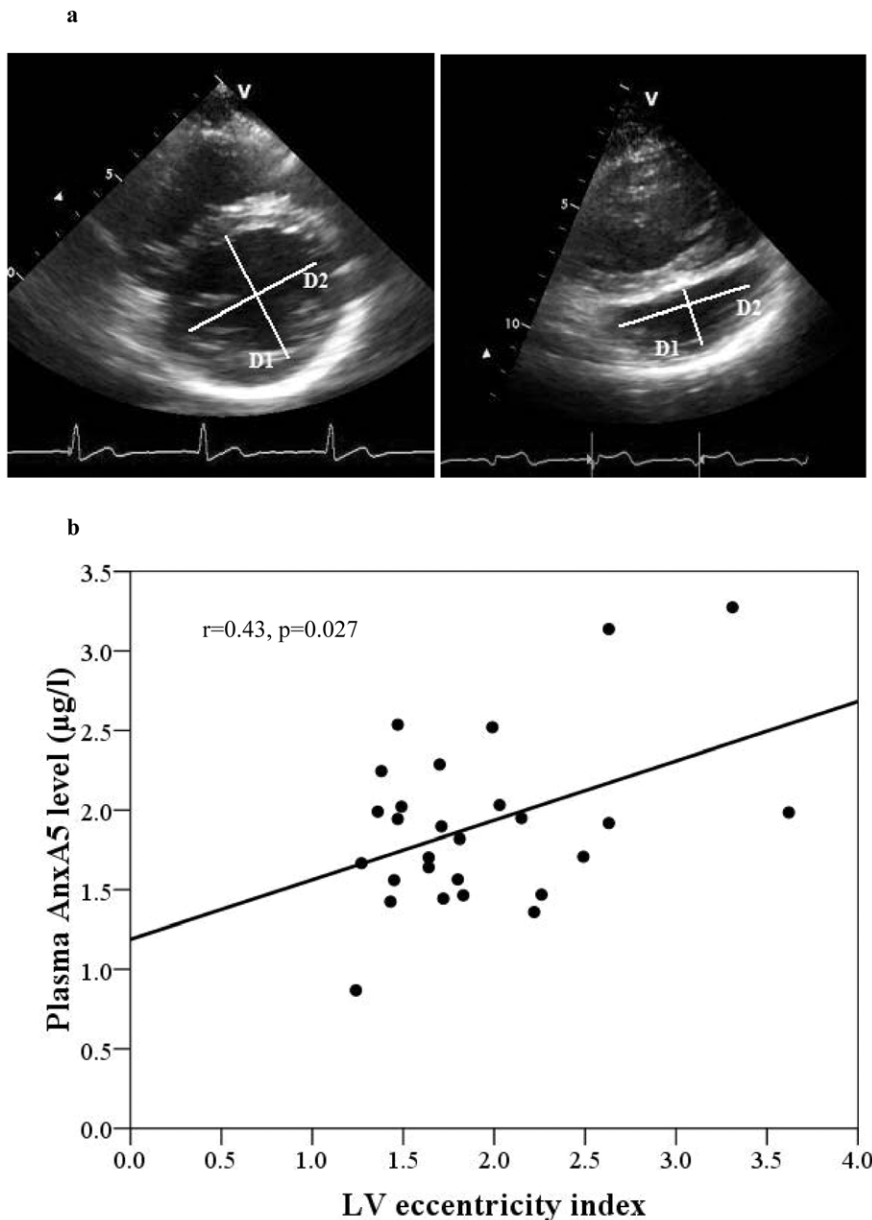 a
V
5
0
D2
D1
V
5
10
D2
D1
b
3.5
3.0
2.5
2.0
1.5
1.0
0.5
0.0
r=0.43, p=0.027
Plasma AnxA5 level (µg/l)
0.0 0.5 1.0 1.5 2.0 2.5 3.0 3.5 4.0
LV eccentricity index